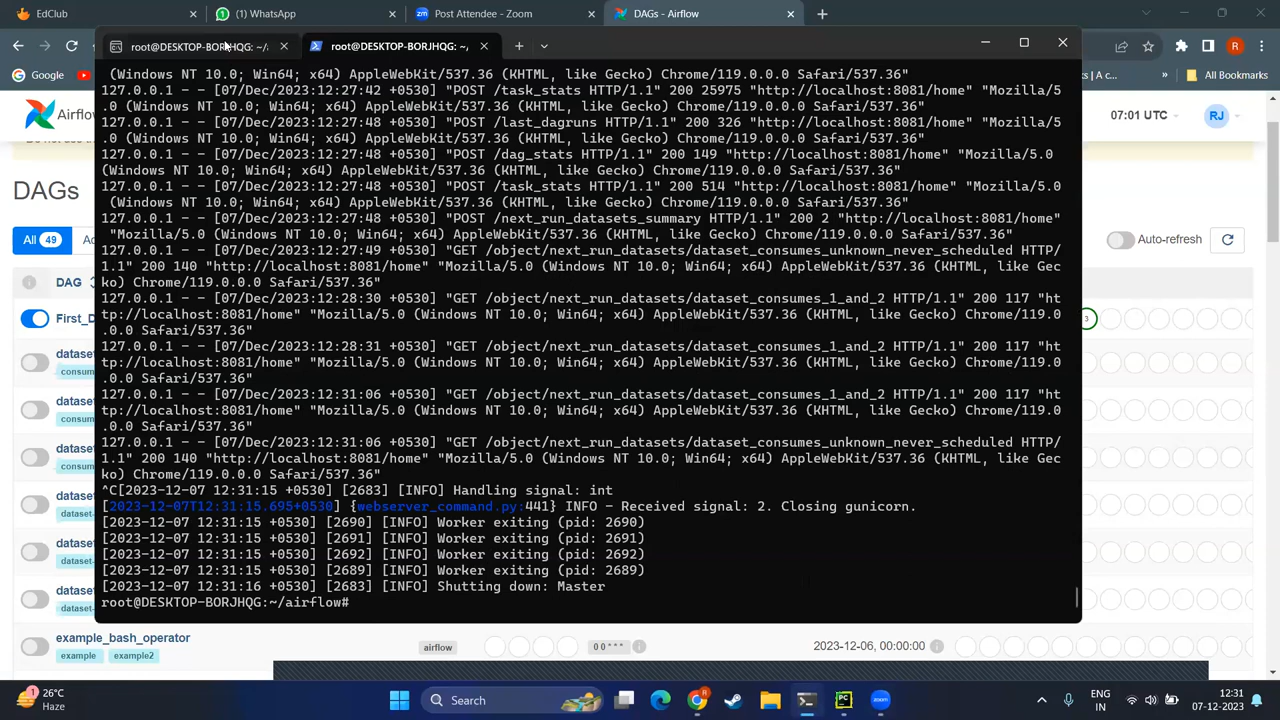 EdClub
(1) WhatsApp
Post Attendee - Zoom
DAGs - Airflow
root@DESKTOP-BORJHQG: ~/
root@DESKTOP-BORJHQG: ~/
Google
All Bookmarks
Airflow
07:01 UTC
RJ
DAGs
All 49
Auto-refresh
DAG
First_D
3
dataset
consum
dataset
consum
dataset
consum
dataset
dataset
dataset
dataset
dataset
dataset
example_bash_operator
example
example2
airflow
0 0 * * *
2023-12-06, 00:00:00
(Windows NT 10.0; Win64; x64) AppleWebKit/537.36 (KHTML, like Gecko) Chrome/119.0.0.0 Safari/537.36"
127.0.0.1 - - [07/Dec/2023:12:27:42 +0530] "POST /task_stats HTTP/1.1" 200 25975 "http://localhost:8081/home" "Mozilla/5
.0 (Windows NT 10.0; Win64; x64) AppleWebKit/537.36 (KHTML, like Gecko) Chrome/119.0.0.0 Safari/537.36"
127.0.0.1 - - [07/Dec/2023:12:27:48 +0530] "POST /last_dagruns HTTP/1.1" 200 326 "http://localhost:8081/home" "Mozilla/5
.0 (Windows NT 10.0; Win64; x64) AppleWebKit/537.36 (KHTML, like Gecko) Chrome/119.0.0.0 Safari/537.36"
127.0.0.1 - - [07/Dec/2023:12:27:48 +0530] "POST /dag_stats HTTP/1.1" 200 149 "http://localhost:8081/home" "Mozilla/5.0
(Windows NT 10.0; Win64; x64) AppleWebKit/537.36 (KHTML, like Gecko) Chrome/119.0.0.0 Safari/537.36"
127.0.0.1 - - [07/Dec/2023:12:27:48 +0530] "POST /task_stats HTTP/1.1" 200 514 "http://localhost:8081/home" "Mozilla/5.0
(Windows NT 10.0; Win64; x64) AppleWebKit/537.36 (KHTML, like Gecko) Chrome/119.0.0.0 Safari/537.36"
127.0.0.1 - - [07/Dec/2023:12:27:48 +0530] "POST /next_run_datasets_summary HTTP/1.1" 200 2 "http://localhost:8081/home"
"Mozilla/5.0 (Windows NT 10.0; Win64; x64) AppleWebKit/537.36 (KHTML, like Gecko) Chrome/119.0.0.0 Safari/537.36"
127.0.0.1 - - [07/Dec/2023:12:27:49 +0530] "GET /object/next_run_datasets/dataset_consumes_unknown_never_scheduled HTTP/
1.1" 200 140 "http://localhost:8081/home" "Mozilla/5.0 (Windows NT 10.0; Win64; x64) AppleWebKit/537.36 (KHTML, like Gec
ko) Chrome/119.0.0.0 Safari/537.36"
127.0.0.1 - - [07/Dec/2023:12:28:30 +0530] "GET /object/next_run_datasets/dataset_consumes_1_and_2 HTTP/1.1" 200 117 "ht
tp://localhost:8081/home" "Mozilla/5.0 (Windows NT 10.0; Win64; x64) AppleWebKit/537.36 (KHTML, like Gecko) Chrome/119.0
.0.0 Safari/537.36"
127.0.0.1 - - [07/Dec/2023:12:28:31 +0530] "GET /object/next_run_datasets/dataset_consumes_1_and_2 HTTP/1.1" 200 117 "ht
tp://localhost:8081/home" "Mozilla/5.0 (Windows NT 10.0; Win64; x64) AppleWebKit/537.36 (KHTML, like Gecko) Chrome/119.0
.0.0 Safari/537.36"
127.0.0.1 - - [07/Dec/2023:12:31:06 +0530] "GET /object/next_run_datasets/dataset_consumes_1_and_2 HTTP/1.1" 200 117 "ht
tp://localhost:8081/home" "Mozilla/5.0 (Windows NT 10.0; Win64; x64) AppleWebKit/537.36 (KHTML, like Gecko) Chrome/119.0
.0.0 Safari/537.36"
127.0.0.1 - - [07/Dec/2023:12:31:06 +0530] "GET /object/next_run_datasets/dataset_consumes_unknown_never_scheduled HTTP/
1.1" 200 140 "http://localhost:8081/home" "Mozilla/5.0 (Windows NT 10.0; Win64; x64) AppleWebKit/537.36 (KHTML, like Gec
ko) Chrome/119.0.0.0 Safari/537.36"
^C[2023-12-07 12:31:15 +0530] [2683] [INFO] Handling signal: int
[2023-12-07T12:31:15.695+0530] {webserver_command.py:441} INFO - Received signal: 2. Closing gunicorn.
[2023-12-07 12:31:15 +0530] [2690] [INFO] Worker exiting (pid: 2690)
[2023-12-07 12:31:15 +0530] [2691] [INFO] Worker exiting (pid: 2691)
[2023-12-07 12:31:15 +0530] [2692] [INFO] Worker exiting (pid: 2692)
[2023-12-07 12:31:15 +0530] [2689] [INFO] Worker exiting (pid: 2689)
[2023-12-07 12:31:16 +0530] [2683] [INFO] Shutting down: Master
root@DESKTOP-BORJHQG:~/airflow#
26°C
Haze
Search
ENG
IN
12:31
07-12-2023